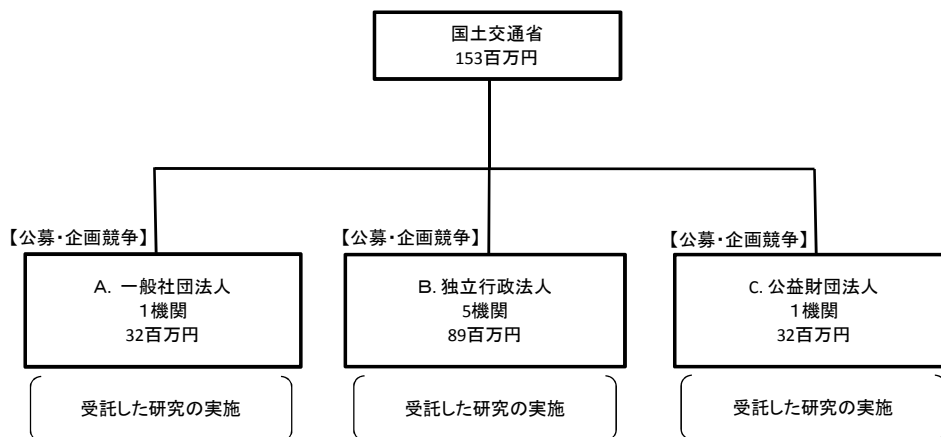 国土交通省
153百万円
【公募・企画競争】
A. 一般社団法人
1機関
32百万円
受託した研究の実施
【公募・企画競争】
B. 独立行政法人
5機関
89百万円
受託した研究の実施
【公募・企画競争】
C. 公益財団法人
1機関
32百万円
受託した研究の実施